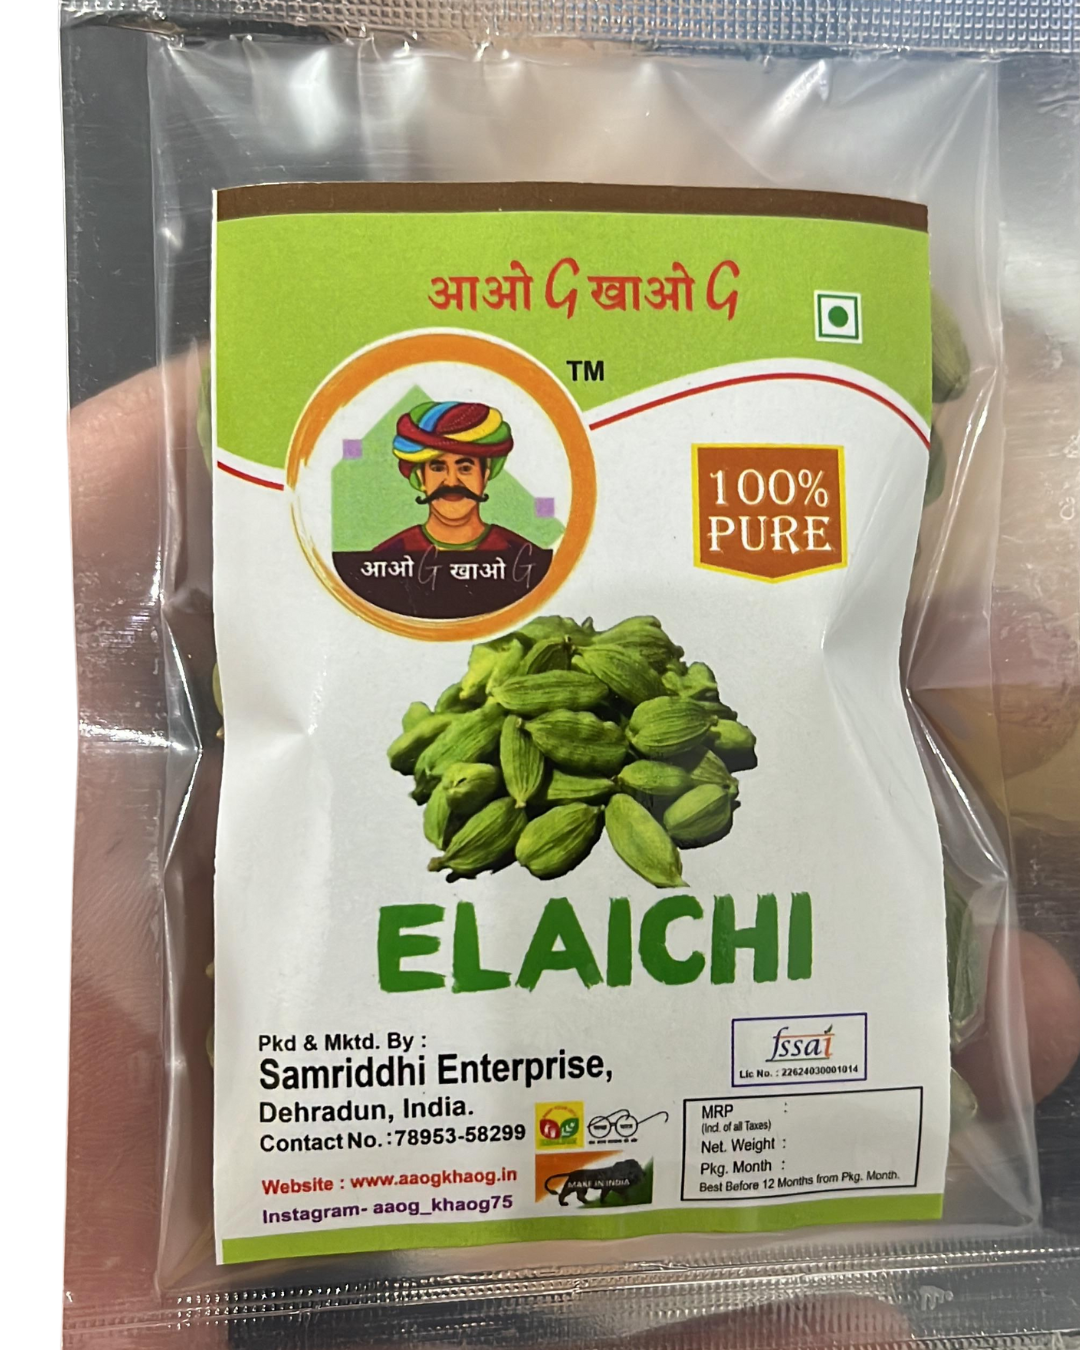 आओ G खाओ G
TM
आओ G खाओ G
100%
PURE
ELAICHI
Pkd & Mktd. By :
Samriddhi Enterprise,
Dehradun, India.
Contact No. : 78953-58299
Website : www.aaogkhaog.in
Instagram- aaog_khaog75
MAKE IN INDIA
fssai
Lic No. : 22624030001014
MRP :
(Incl. of all Taxes)
Net. Weight :
Pkg. Month :
Best Before 12 Months from Pkg. Month.